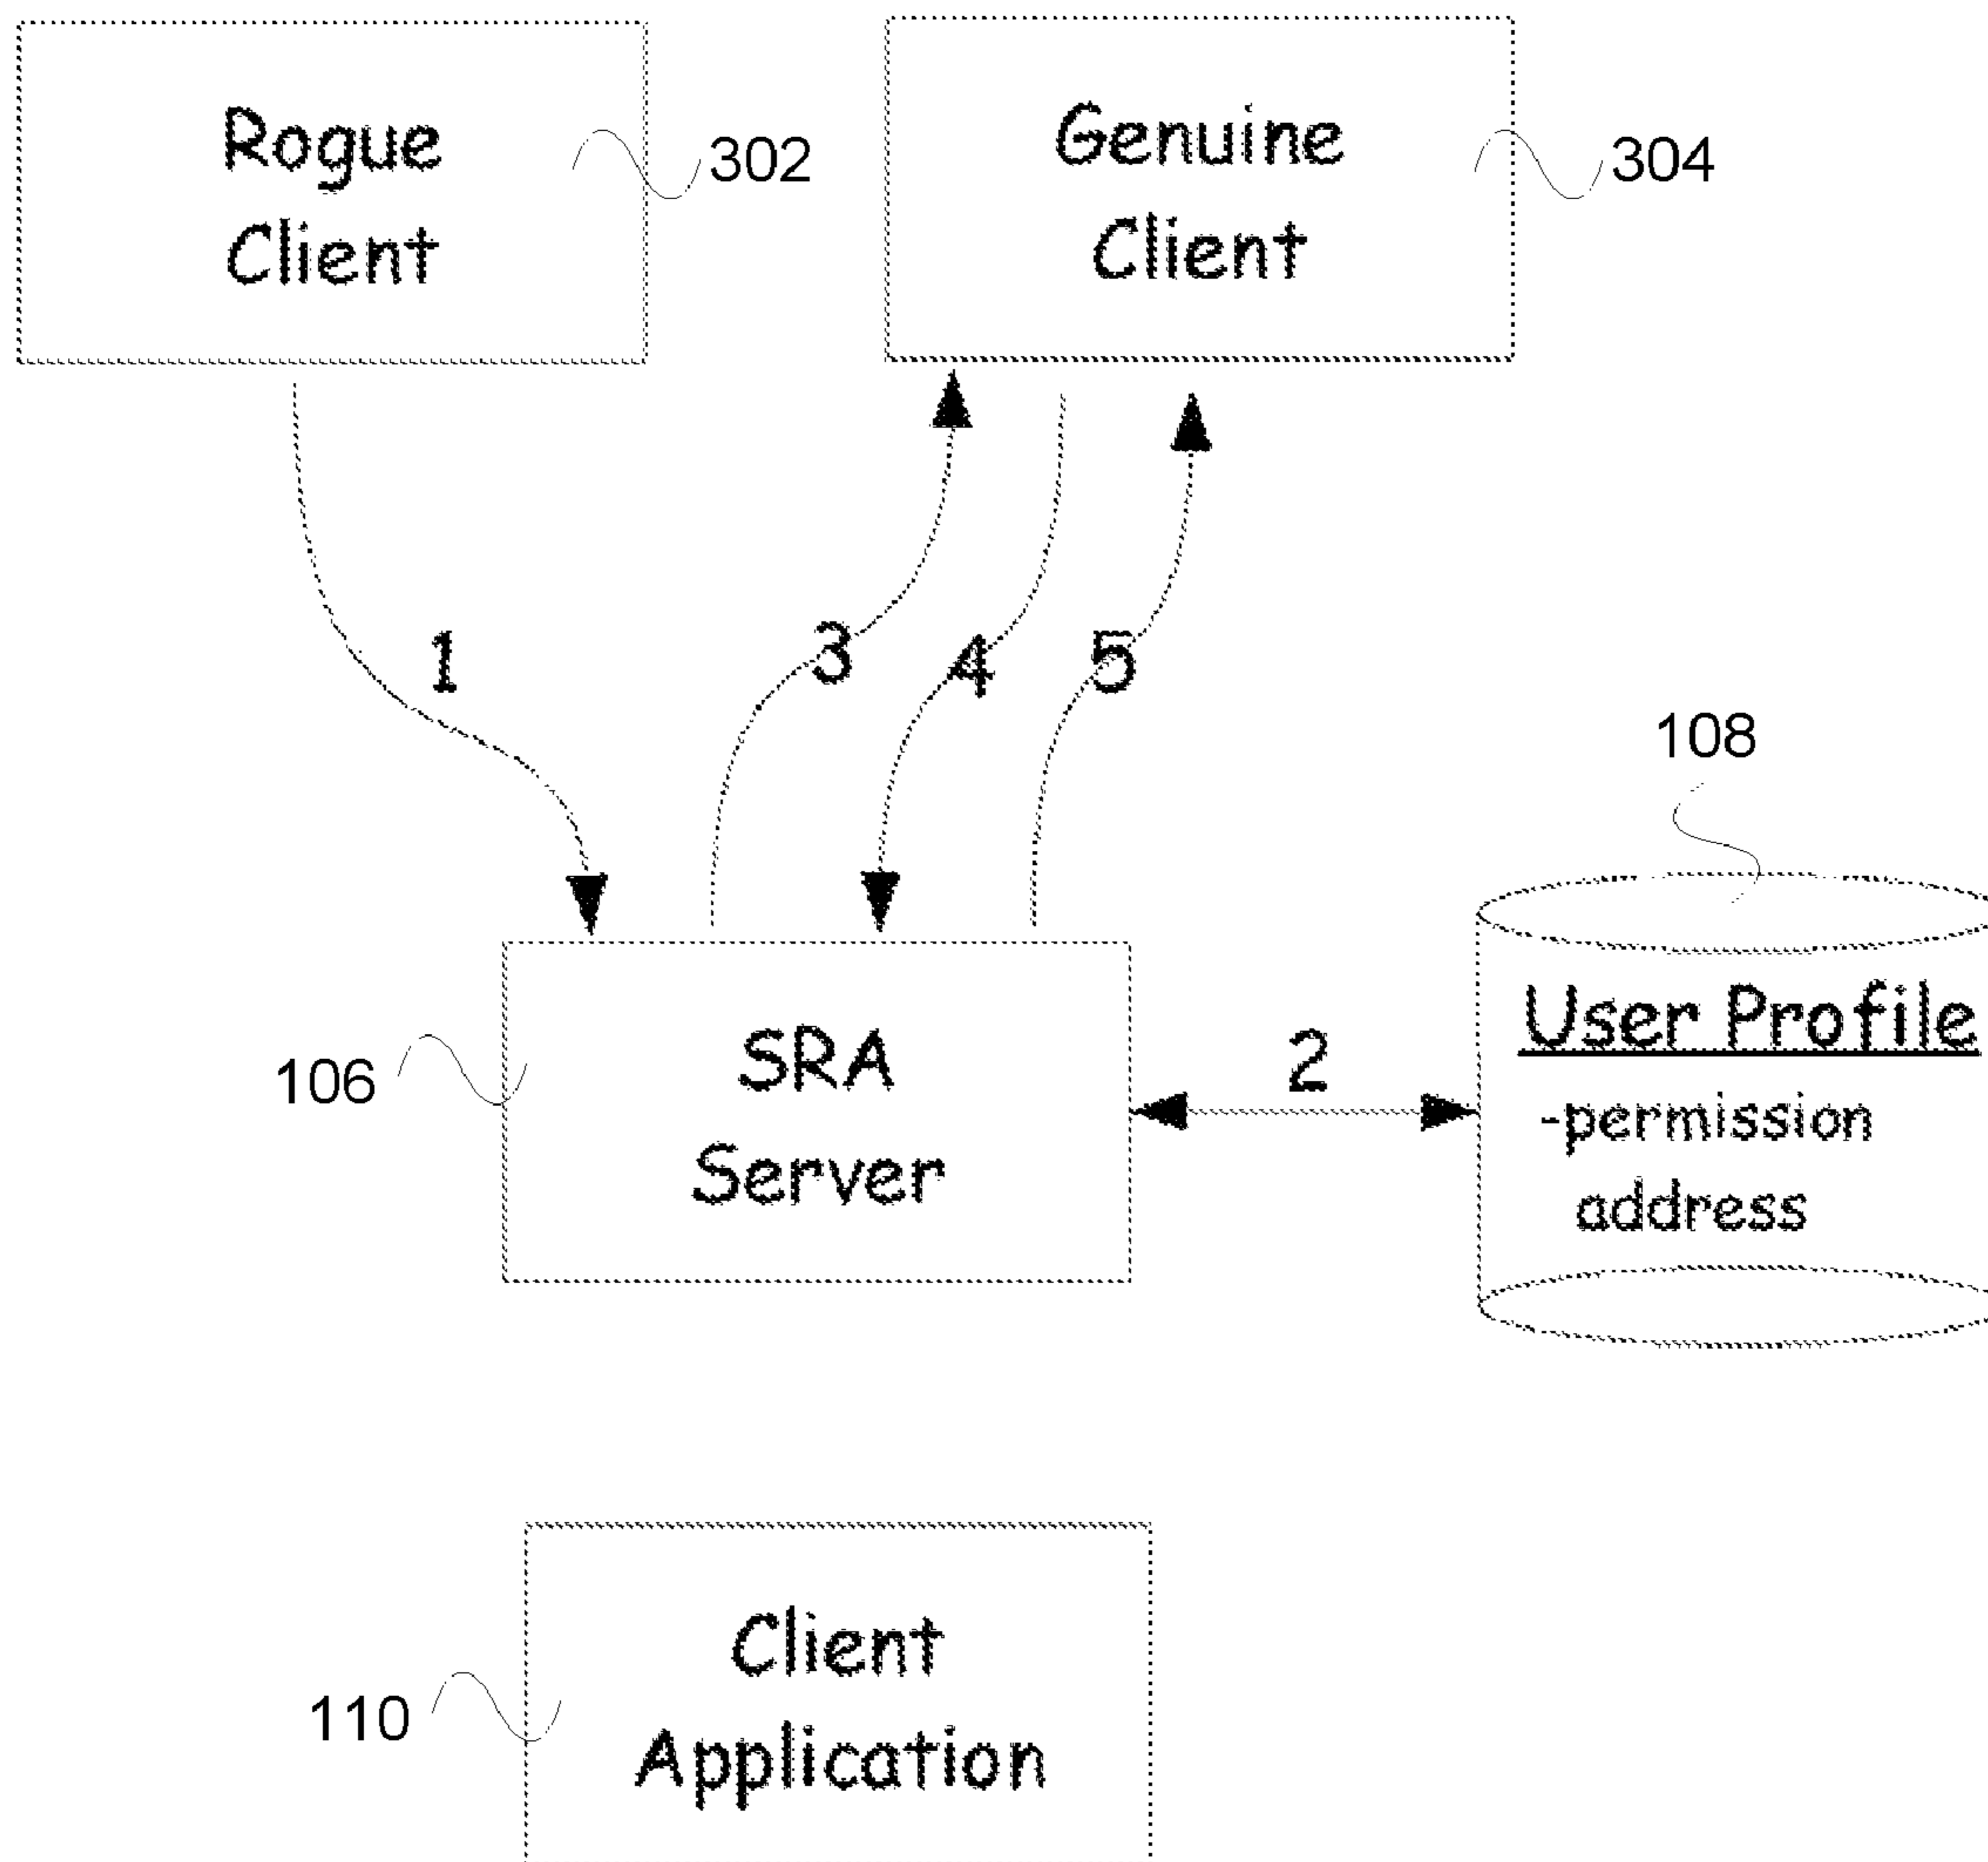 Rogue
Client
302
Genuine
Client
304
1
3
4
5
108
106
SRA
Server
2
User Profile
-permission
address
110
Client
Application